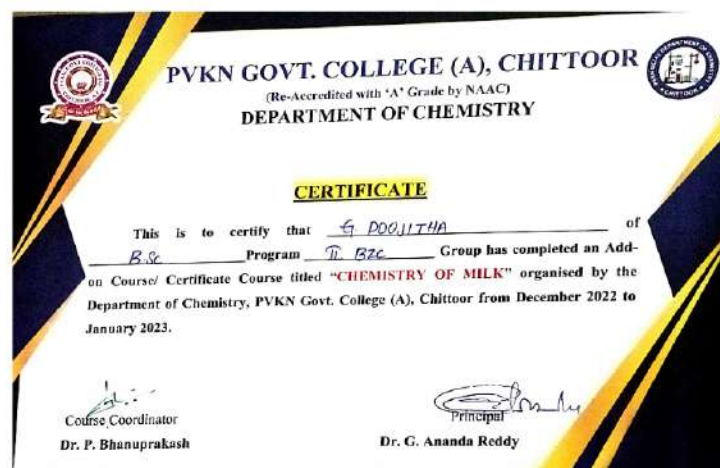 PVKN GOVT. COLLEGE (A), CHITTOOR
(Re-Accredited with ‘A’ Grade by NAAC)
DEPARTMENT OF CHEMISTRY
CERTIFICATE
This is to certify that G POOJITHA of
B.Sc Program II BZC Group has completed an Add-
on Course/ Certificate Course titled “CHEMISTRY OF MILK” organised by the
Department of Chemistry, PVKN Govt. College (A), Chittoor from December 2022 to
January 2023.
Course Coordinator
Dr. P. Bhanuprakash
Principal
Dr. G. Ananda Reddy